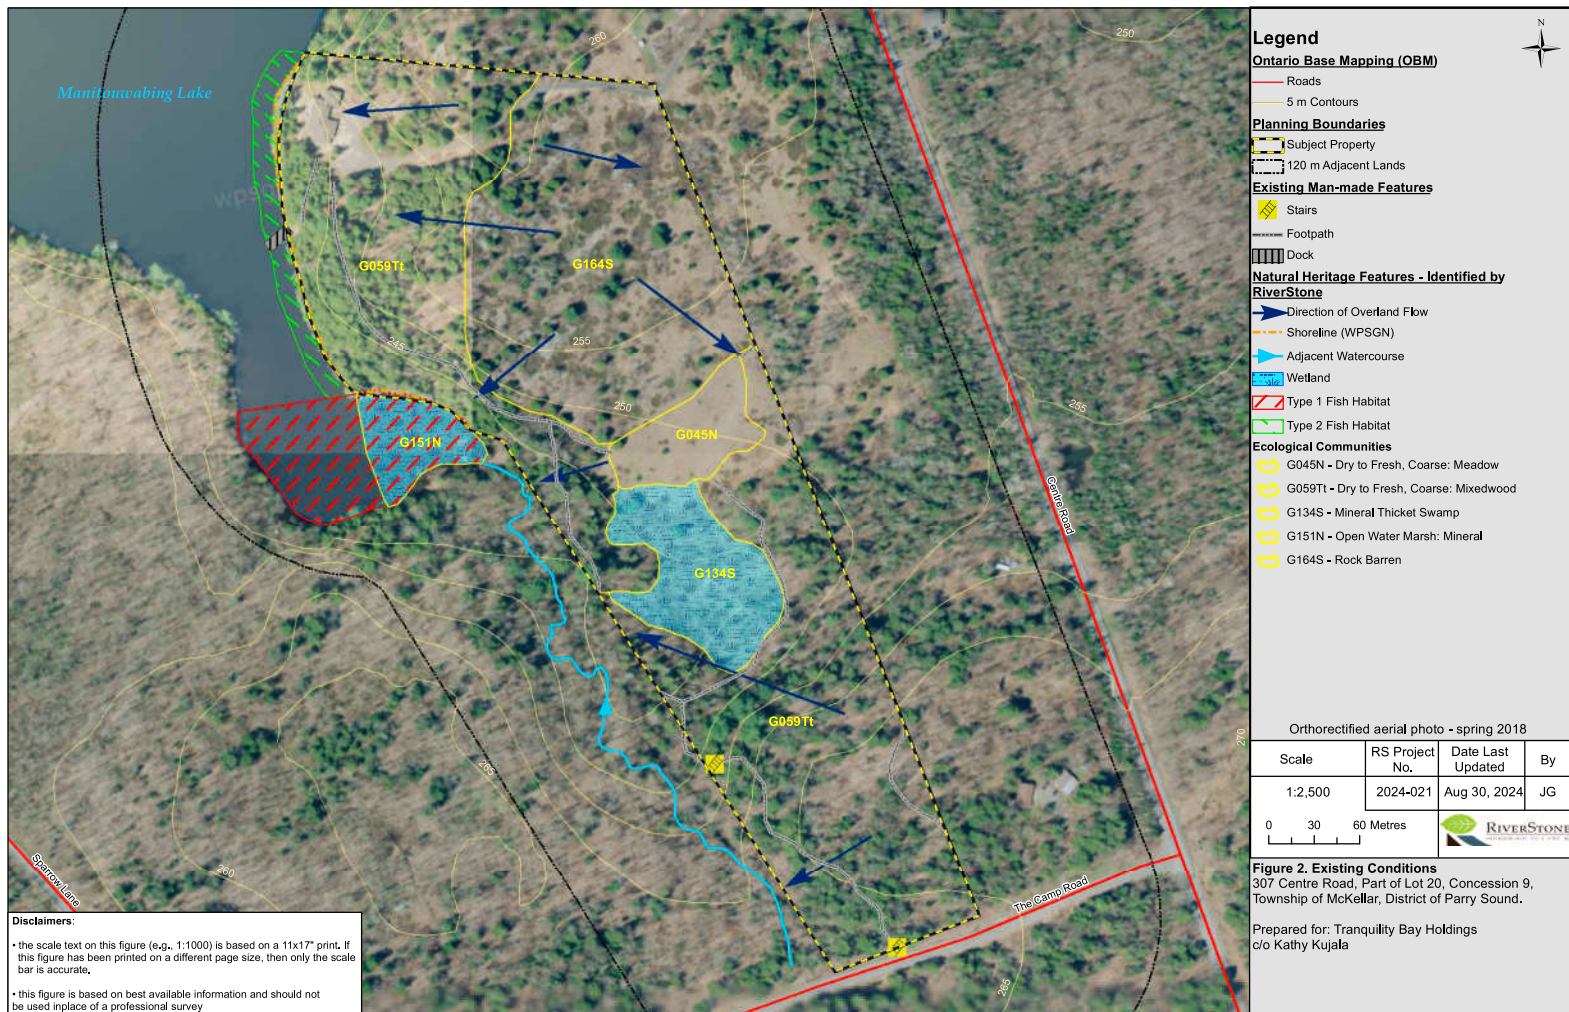 Manitouwabing Lake
260
250
G059Tt
G164S
245
255
250
255
G045N
G151N
Centre Road
G134S
G059Tt
270
265
260
Sparrow Lane
The Camp Road
265
Disclaimers:
• the scale text on this figure (e.g., 1:1000) is based on a 11x17" print. If
this figure has been printed on a different page size, then only the scale
bar is accurate.
• this figure is based on best available information and should not
be used inplace of a professional survey
Legend
N
Ontario Base Mapping (OBM)
Roads
5 m Contours
Planning Boundaries
Subject Property
120 m Adjacent Lands
Existing Man-made Features
Stairs
Footpath
Dock
Natural Heritage Features - Identified by
RiverStone
Direction of Overland Flow
Shoreline (WPSGN)
Adjacent Watercourse
Wetland
Type 1 Fish Habitat
Type 2 Fish Habitat
Ecological Communities
G045N - Dry to Fresh, Coarse: Meadow
G059Tt - Dry to Fresh, Coarse: Mixedwood
G134S - Mineral Thicket Swamp
G151N - Open Water Marsh: Mineral
G164S - Rock Barren
Orthorectified aerial photo - spring 2018
Scale
RS Project
No.
Date Last
Updated
By
1:2,500
2024-021
Aug 30, 2024
JG
0 30 60 Metres
RIVERSTONE
Figure 2. Existing Conditions
307 Centre Road, Part of Lot 20, Concession 9,
Township of McKellar, District of Parry Sound.
Prepared for: Tranquility Bay Holdings
c/o Kathy Kujala